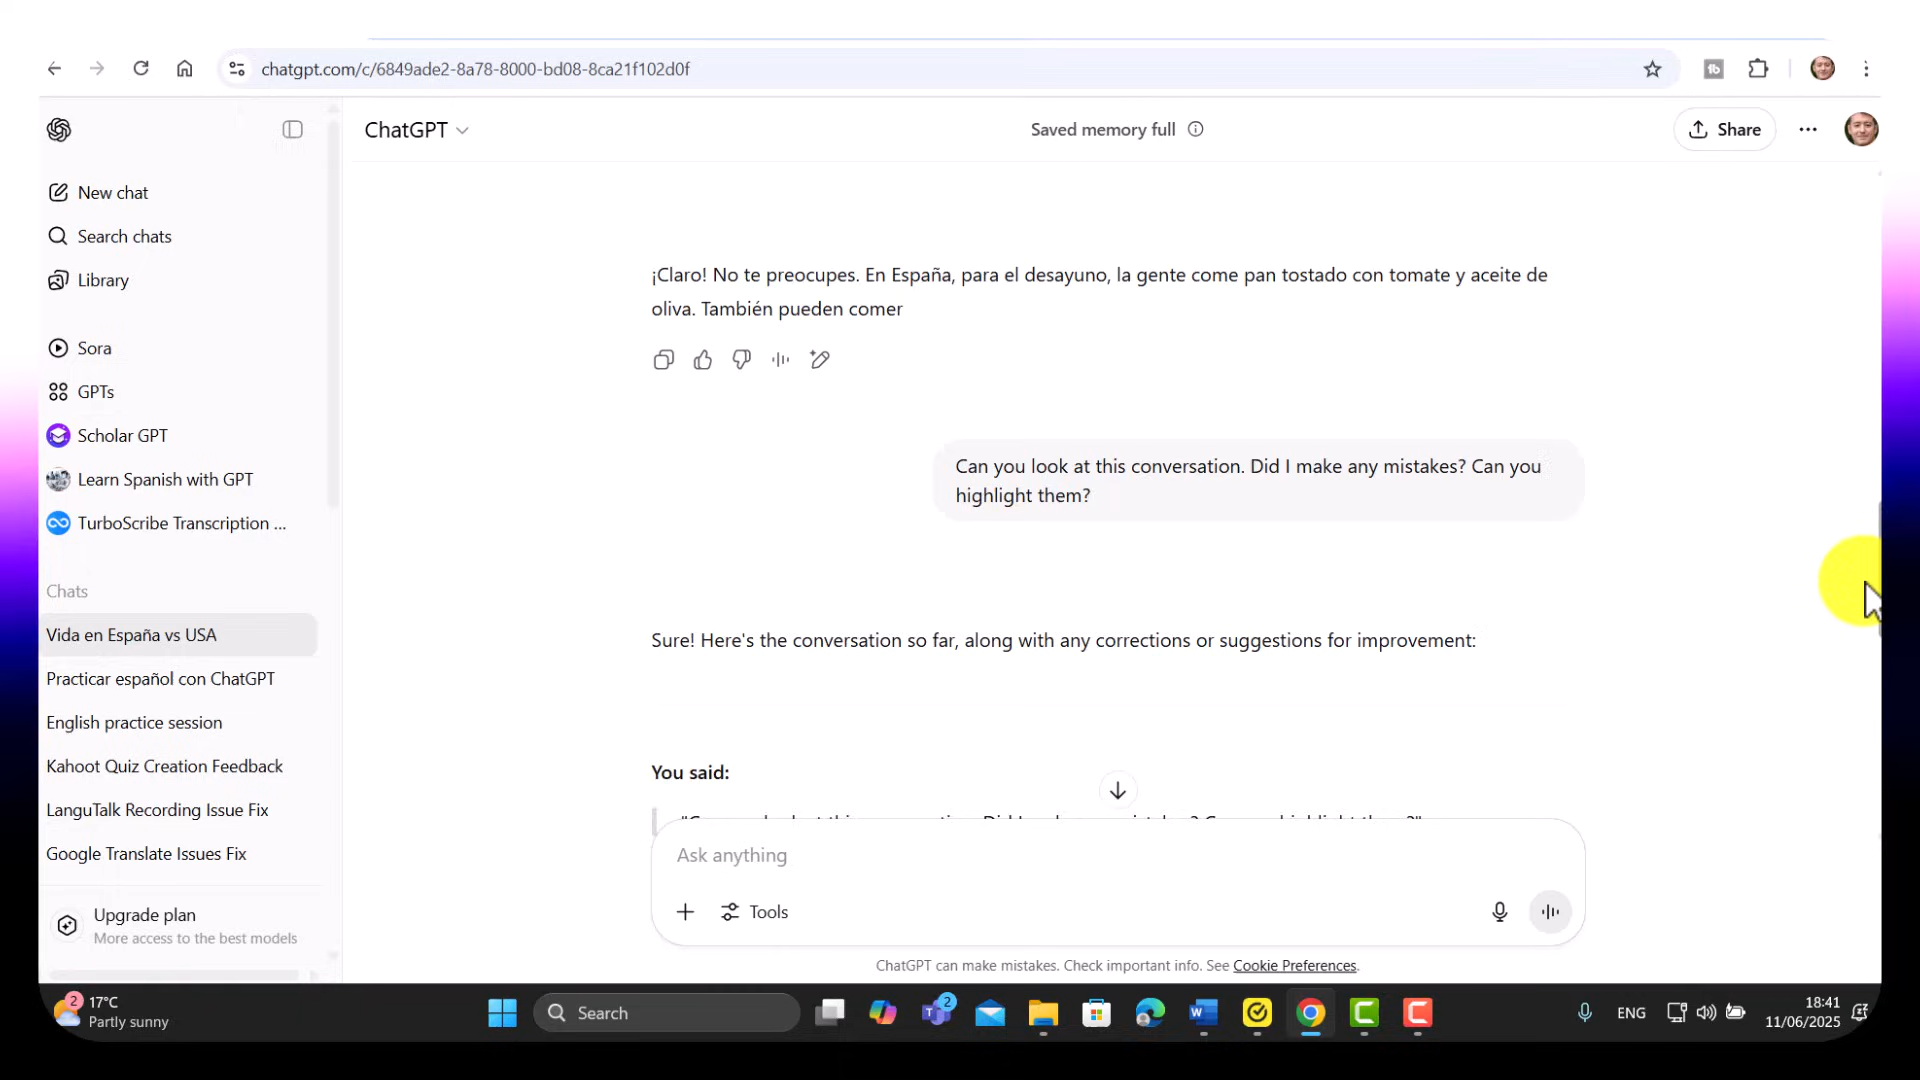 chatgpt.com/c/6849ade2-8a78-8000-bd08-8ca21f102d0f
ChatGPT
Saved memory full
Share
New chat
Search chats
Library
Sora
GPTs
Scholar GPT
Learn Spanish with GPT
TurboScribe Transcription ...
Chats
Vida en España vs USA
Practicar español con ChatGPT
English practice session
Kahoot Quiz Creation Feedback
LanguTalk Recording Issue Fix
Google Translate Issues Fix
Upgrade plan
More access to the best models
¡Claro! No te preocupes. En España, para el desayuno, la gente come pan tostado con tomate y aceite de
oliva. También pueden comer
Can you look at this conversation. Did I make any mistakes? Can you
highlight them?
Sure! Here's the conversation so far, along with any corrections or suggestions for improvement:
You said:
Ask anything
Tools
ChatGPT can make mistakes. Check important info. See Cookie Preferences.
2
17°C
Partly sunny
Search
2
ENG
18:41
11/06/2025